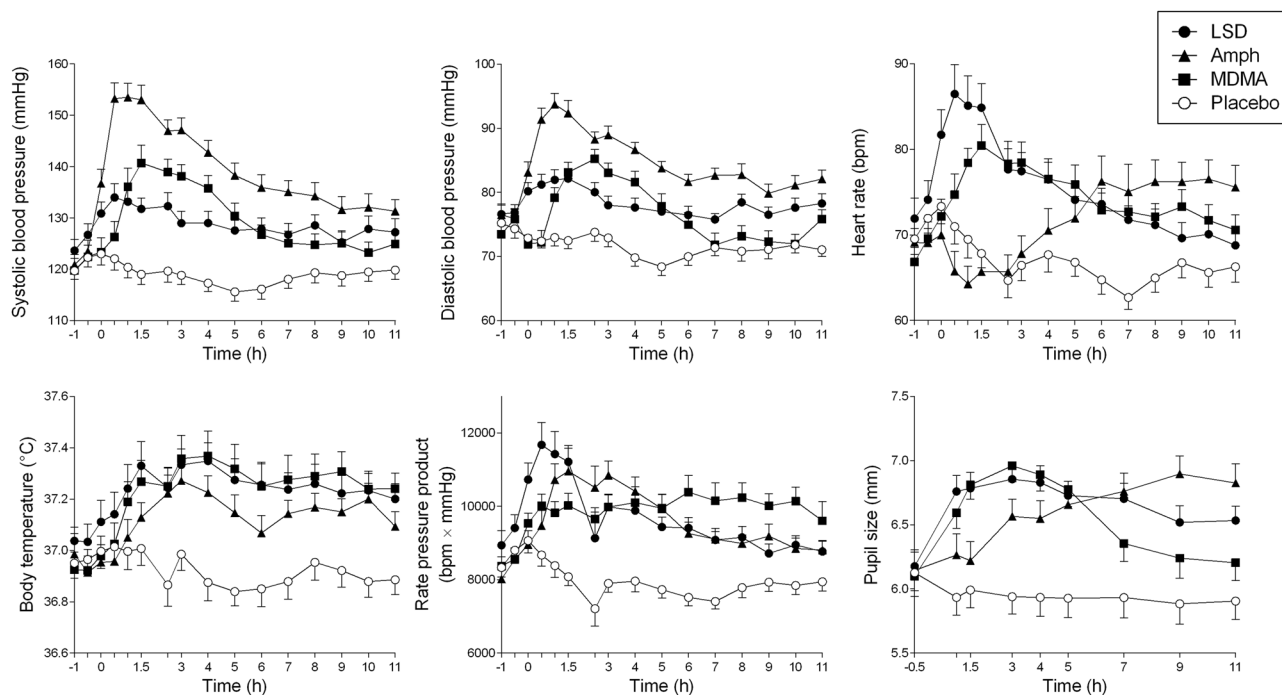 LSD
Amph
MDMA
Placebo
Systolic blood pressure (mmHg)
160
150
140
130
120
110
-1 0 1.5 3 4 5 6 7 8 9 10 11
Time (h)
Diastolic blood pressure (mmHg)
100
90
80
70
60
-1 0 1.5 3 4 5 6 7 8 9 10 11
Time (h)
Heart rate (bpm)
90
80
70
60
-1 0 1.5 3 4 5 6 7 8 9 10 11
Time (h)
Body temperature (°C)
37.6
37.4
37.2
37.0
36.8
36.6
-1 0 1.5 3 4 5 6 7 8 9 10 11
Time (h)
Rate pressure product
(bpm × mmHg)
12000
10000
8000
6000
-1 0 1.5 3 4 5 6 7 8 9 10 11
Time (h)
Pupil size (mm)
7.5
7.0
6.5
6.0
5.5
-0.5 1 1.5 3 4 5 7 9 11
Time (h)